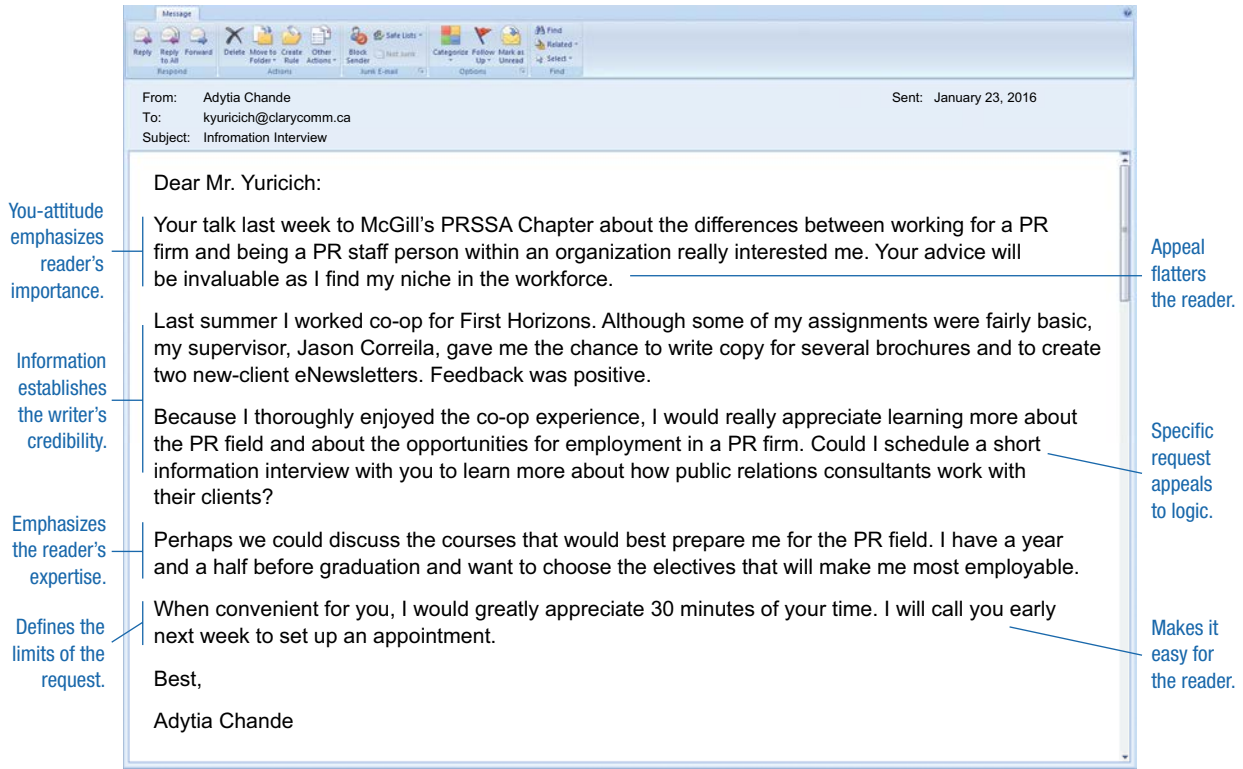 Message
Reply
Reply to All
Forward
Respond
Delete
Move to Folder
Create Rule
Other Actions
Actions
Block Sender
Safe Lists
Not Junk
Junk E-mail
Categorize
Follow Up
Mark as Unread
Options
Find
Related
Select
Find
From: Adytia Chande
Sent: January 23, 2016
To: kyuricich@clarycomm.ca
Subject: Infromation Interview
Dear Mr. Yuricich:
You-attitude
emphasizes
reader's
importance.
Your talk last week to McGill's PRSSA Chapter about the differences between working for a PR
firm and being a PR staff person within an organization really interested me. Your advice will
be invaluable as I find my niche in the workforce.
Appeal
flatters
the reader.
Information
establishes
the writer's
credibility.
Last summer I worked co-op for First Horizons. Although some of my assignments were fairly basic,
my supervisor, Jason Correila, gave me the chance to write copy for several brochures and to create
two new-client eNewsletters. Feedback was positive.
Because I thoroughly enjoyed the co-op experience, I would really appreciate learning more about
the PR field and about the opportunities for employment in a PR firm. Could I schedule a short
information interview with you to learn more about how public relations consultants work with
their clients?
Specific
request
appeals
to logic.
Emphasizes
the reader's
expertise.
Perhaps we could discuss the courses that would best prepare me for the PR field. I have a year
and a half before graduation and want to choose the electives that will make me most employable.
Defines the
limits of the
request.
When convenient for you, I would greatly appreciate 30 minutes of your time. I will call you early
next week to set up an appointment.
Makes it
easy for
the reader.
Best,
Adytia Chande